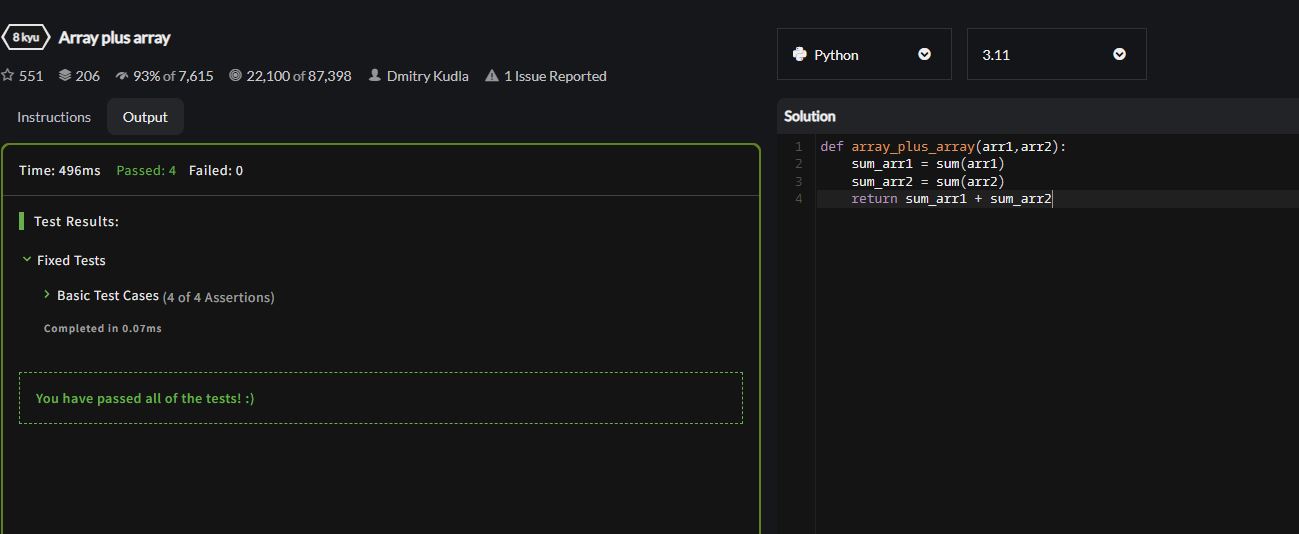 8 kyu Array plus array
551 206 93% of 7,615 22,100 of 87,398 Dmitry Kudla 1 Issue Reported
Instructions Output
Time: 496ms Passed: 4 Failed: 0
Test Results:
Fixed Tests
Basic Test Cases (4 of 4 Assertions)
Completed in 0.07ms
You have passed all of the tests! :)
Python 3.11
Solution
1 def array_plus_array(arr1,arr2):
2     sum_arr1 = sum(arr1)
3     sum_arr2 = sum(arr2)
4     return sum_arr1 + sum_arr2